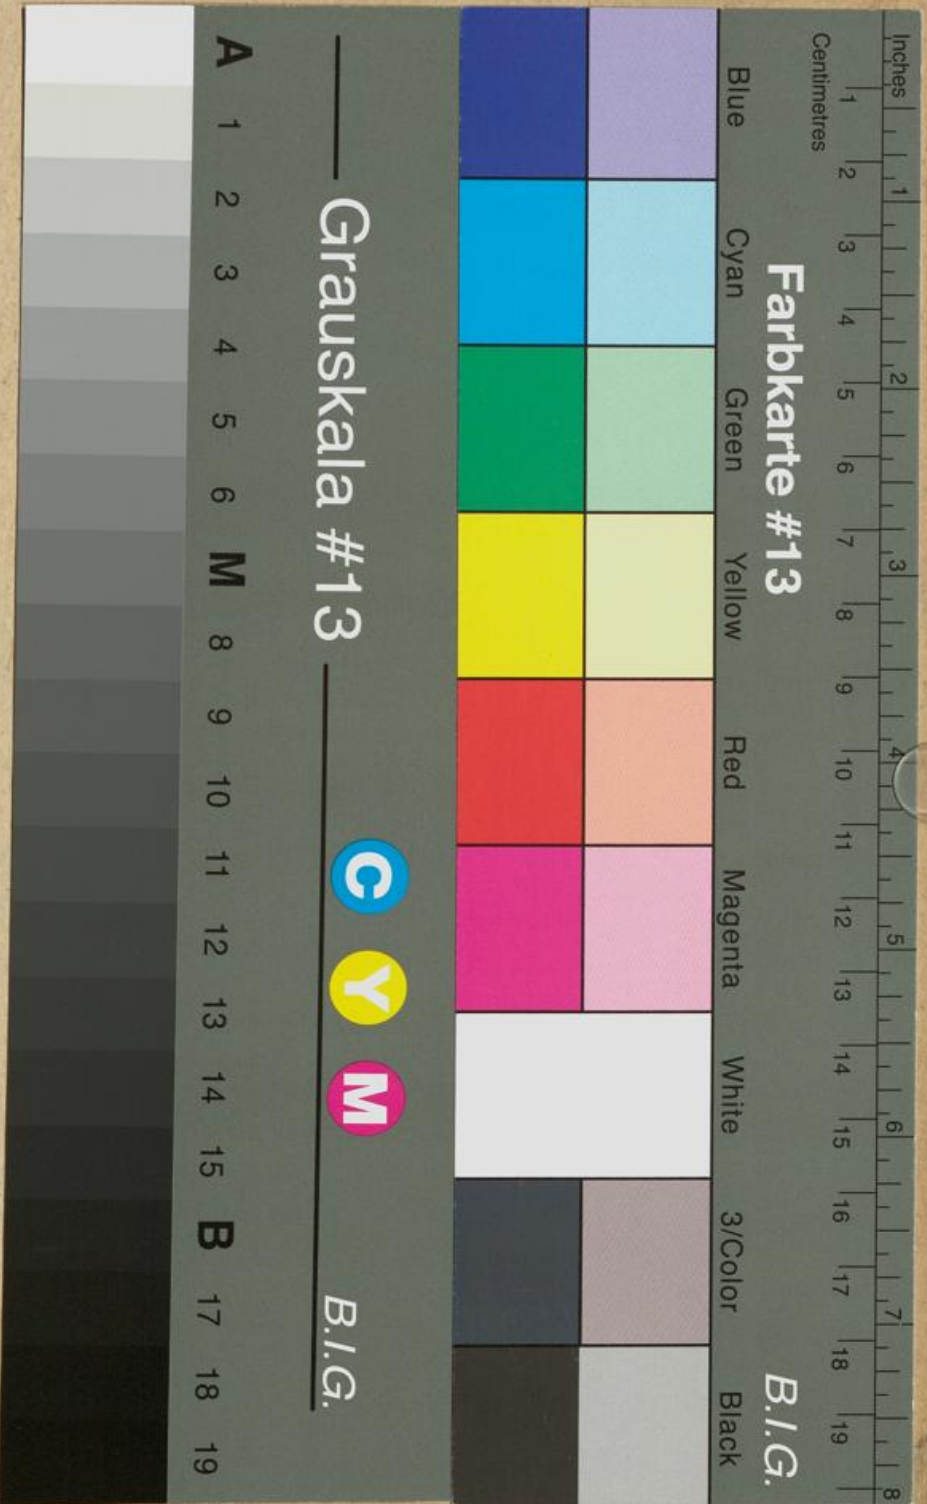 Inches 1 2 3 4 5 6 7 8
Centimetres 1 2 3 4 5 6 7 8 9 10 11 12 13 14 15 16 17 18 19
Farbkarte #13 B.I.G.
Blue Cyan Green Yellow Red Magenta White 3/Color Black
C Y M
Grauskala #13 B.I.G.
A 1 2 3 4 5 6 M 8 9 10 11 12 13 14 15 B 17 18 19